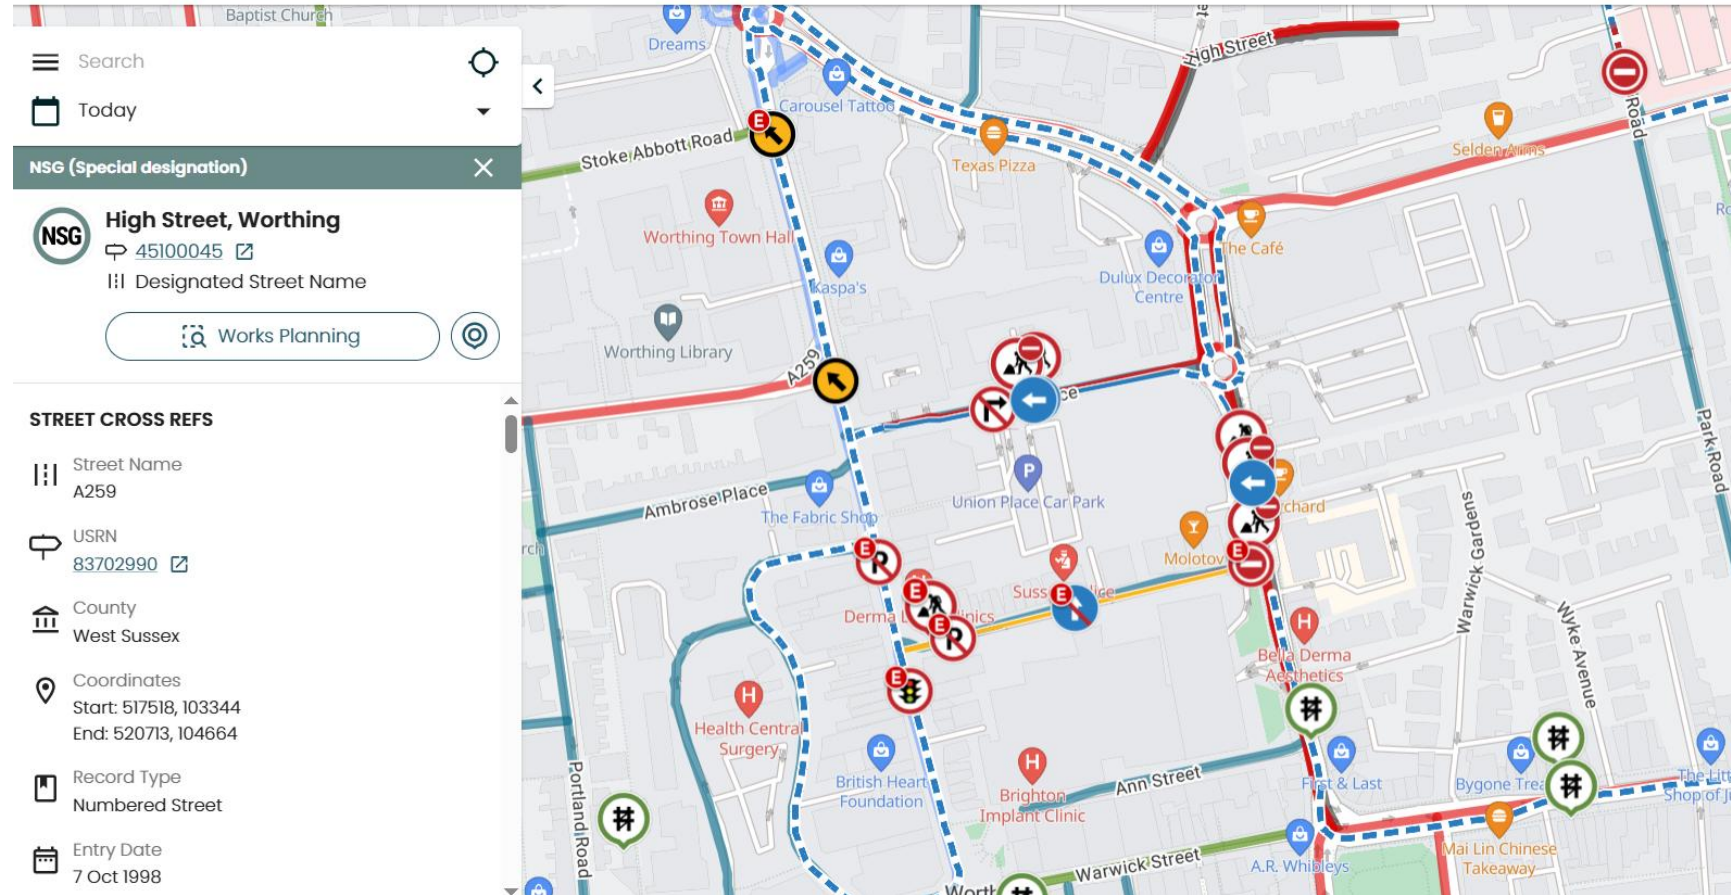 Search
Today
NSG (Special designation)
NSG
High Street, Worthing
45100045
Designated Street Name
Works Planning
STREET CROSS REFS
Street Name
A259
USRN
83702990
County
West Sussex
Coordinates
Start: 517518, 103344
End: 520713, 104664
Record Type
Numbered Street
Entry Date
7 Oct 1998
Baptist Church
Dreams
Carousel Tattoo
High Street
Stoke Abbott Road
E
Texas Pizza
Selden Arms
Road
Worthing Town Hall
Kaspa's
The Café
Dulux Decorator
Centre
Worthing Library
A259
P
Union Place Car Park
Ambrose Place
The Fabric Shop
Molotov
Park Road
Warwick Gardens
Wyke Avenue
E
E
E
E
E
E
P
P
H
Bella Derma
Aesthetics
H
Health Central
Surgery
British Heart
Foundation
H
Brighton
Implant Clinic
Ann Street
First & Last
Portland Road
Warwick Street
A.R. Whibleys
Mai Lin Chinese
Takeaway